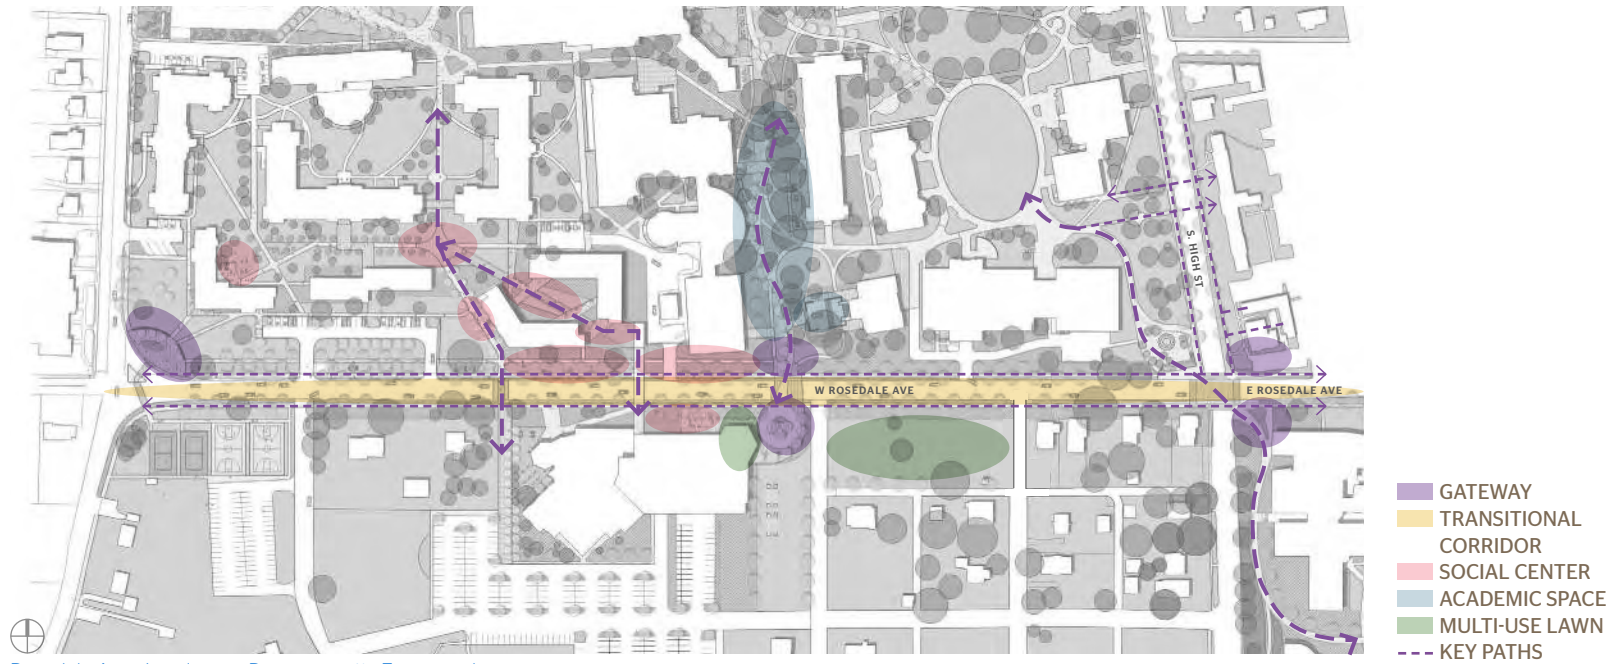 S. HIGH ST
W ROSEDALE AVE
E ROSEDALE AVE
GATEWAY
TRANSITIONAL
CORRIDOR
SOCIAL CENTER
ACADEMIC SPACE
MULTI-USE LAWN
KEY PATHS